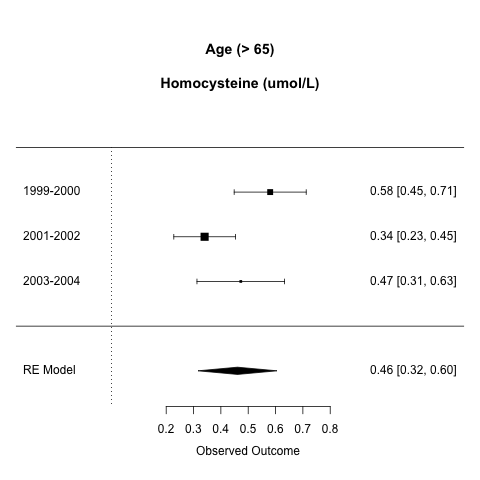 Age (> 65)
Homocysteine (umol/L)
1999-2000 0.58 [0.45, 0.71]
2001-2002 0.34 [0.23, 0.45]
2003-2004 0.47 [0.31, 0.63]
RE Model 0.46 [0.32, 0.60]
0.2 0.3 0.4 0.5 0.6 0.7 0.8
Observed Outcome